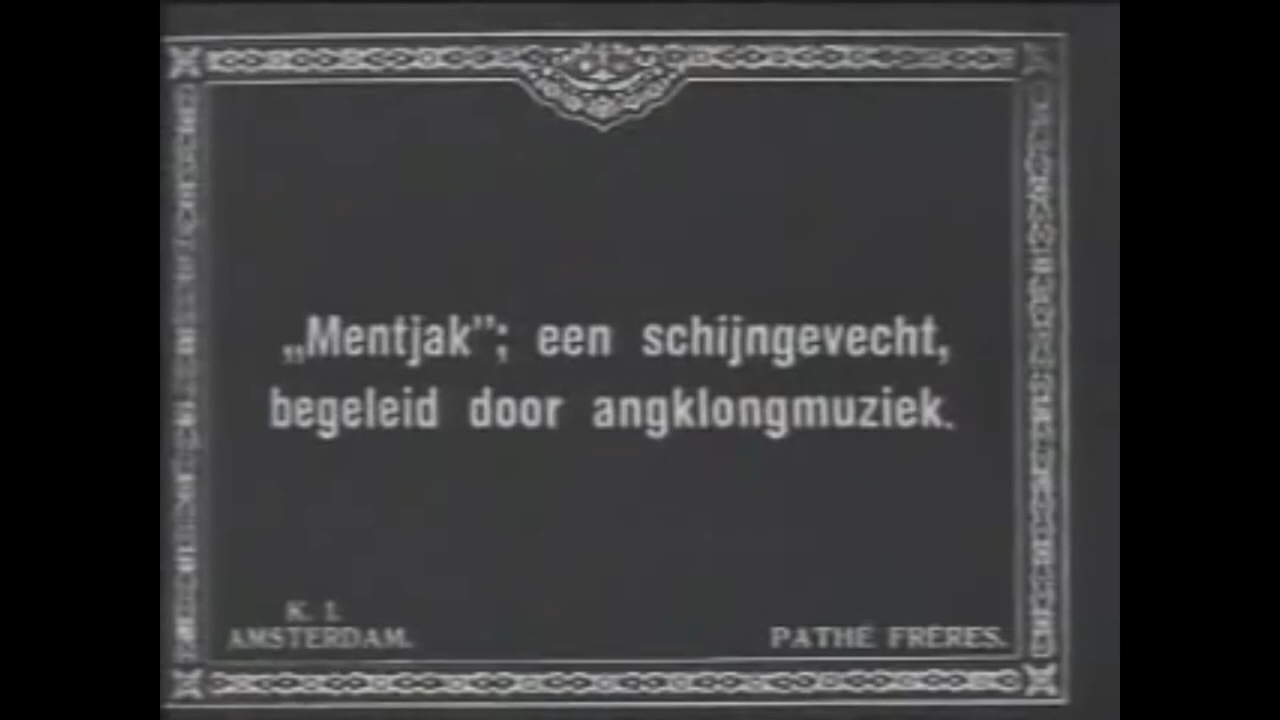 „Mentjak”; een schijngevecht,
begeleid door angklongmuziek.
K. I.
AMSTERDAM.
PATHÉ FRÈRES.